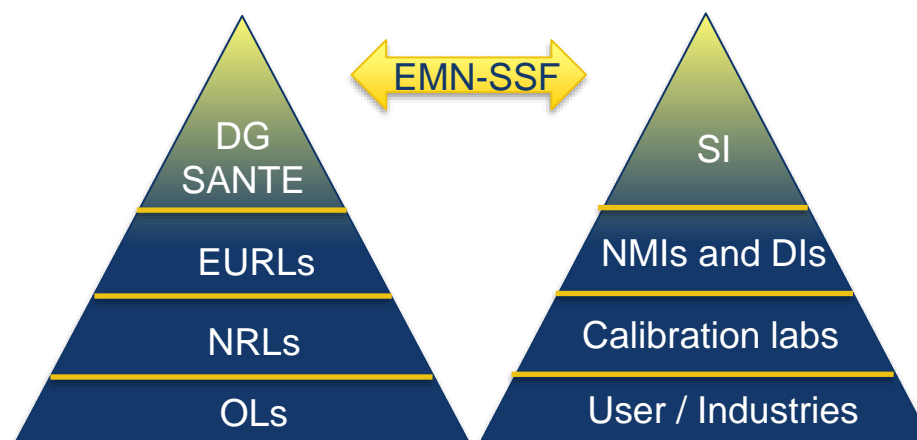 EMN-SSF
DG
SANTE
EURLs
NRLs
OLs
SI
NMIs and DIs
Calibration labs
User / Industries